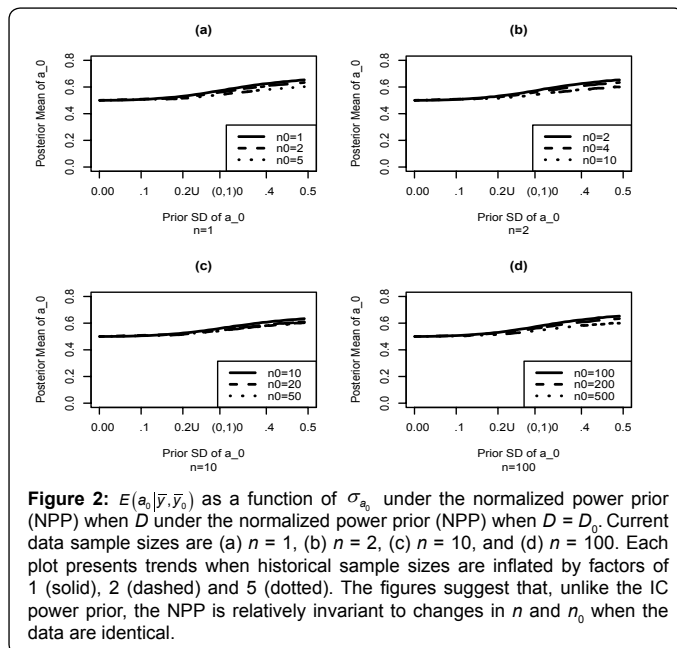 (a)
Posterior Mean of a_0
0.8
0.6
0.4
0.2
0.0
n0=1
n0=2
n0=5
0.00 .1 0.2U (0,1)0 .4 0.5
Prior SD of a_0
n=1
(b)
Posterior Mean of a_0
0.8
0.6
0.4
0.2
0.0
n0=2
n0=4
n0=10
0.00 .1 0.2U (0,1)0 .4 0.5
Prior SD of a_0
n=2
(c)
Posterior Mean of a_0
0.8
0.6
0.4
0.2
0.0
n0=10
n0=20
n0=50
0.00 .1 0.2U (0,1)0 .4 0.5
Prior SD of a_0
n=10
(d)
Posterior Mean of a_0
0.8
0.6
0.4
0.2
0.0
n0=100
n0=200
n0=500
0.00 .1 0.2U (0,1)0 .4 0.5
Prior SD of a_0
n=100
Figure 2: E(a₀|ȳ,ȳ₀) as a function of σ_a₀ under the normalized power prior
(NPP) when D under the normalized power prior (NPP) when D = D₀. Current
data sample sizes are (a) n = 1, (b) n = 2, (c) n = 10, and (d) n = 100. Each
plot presents trends when historical sample sizes are inflated by factors of
1 (solid), 2 (dashed) and 5 (dotted). The figures suggest that, unlike the IC
power prior, the NPP is relatively invariant to changes in n and n₀ when the
data are identical.